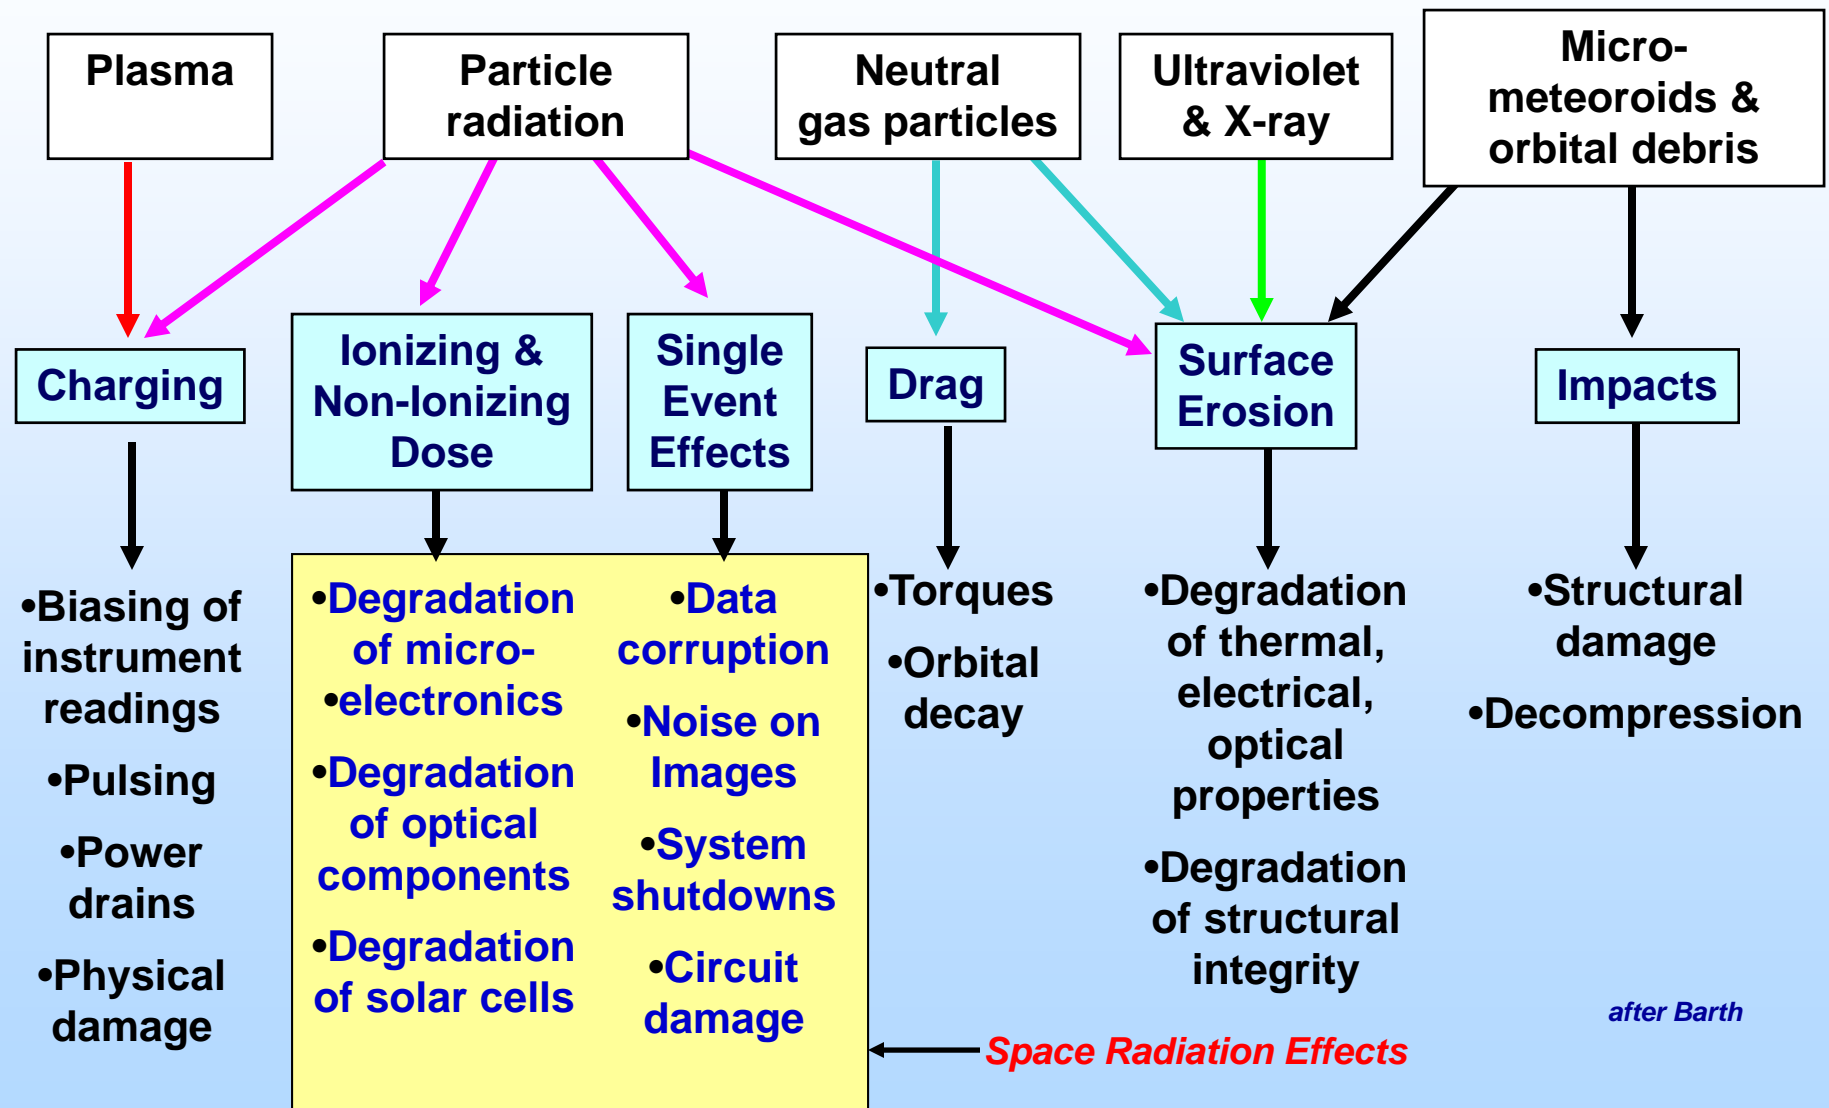 Plasma
Particle
radiation
Neutral
gas particles
Ultraviolet
& X-ray
Micro-
meteoroids &
orbital debris
Charging
Ionizing &
Non-Ionizing
Dose
Single
Event
Effects
Drag
Surface
Erosion
Impacts
•Biasing of
instrument
readings
•Pulsing
•Power
drains
•Physical
damage
•Degradation
of micro-
•electronics
•Degradation
of optical
components
•Degradation
of solar cells
•Data
corruption
•Noise on
Images
•System
shutdowns
•Circuit
damage
•Torques
•Orbital
decay
•Degradation
of thermal,
electrical,
optical
properties
•Degradation
of structural
integrity
•Structural
damage
•Decompression
after Barth
Space Radiation Effects